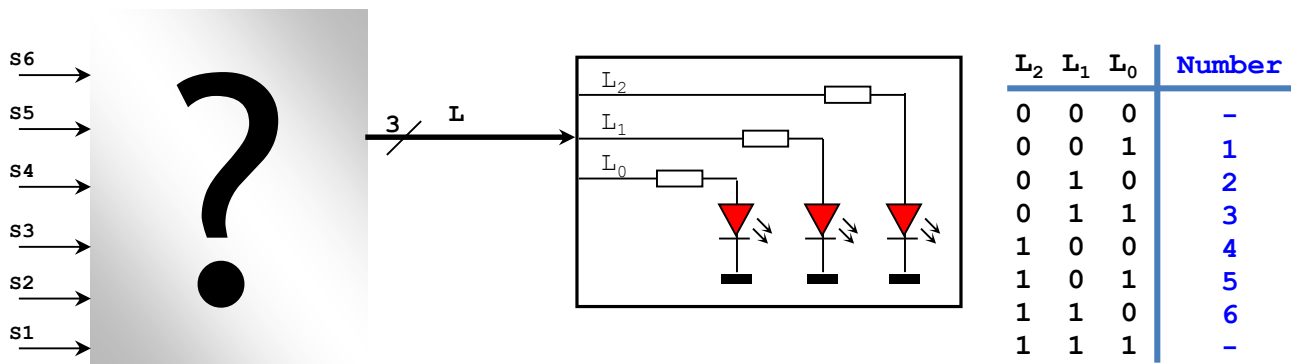 S6
S5
S4
S3
S2
S1
?
3 L
L₂
L₁
L₀
L₂ L₁ L₀ Number
0 0 0 –
0 0 1 1
0 1 0 2
0 1 1 3
1 0 0 4
1 0 1 5
1 1 0 6
1 1 1 –